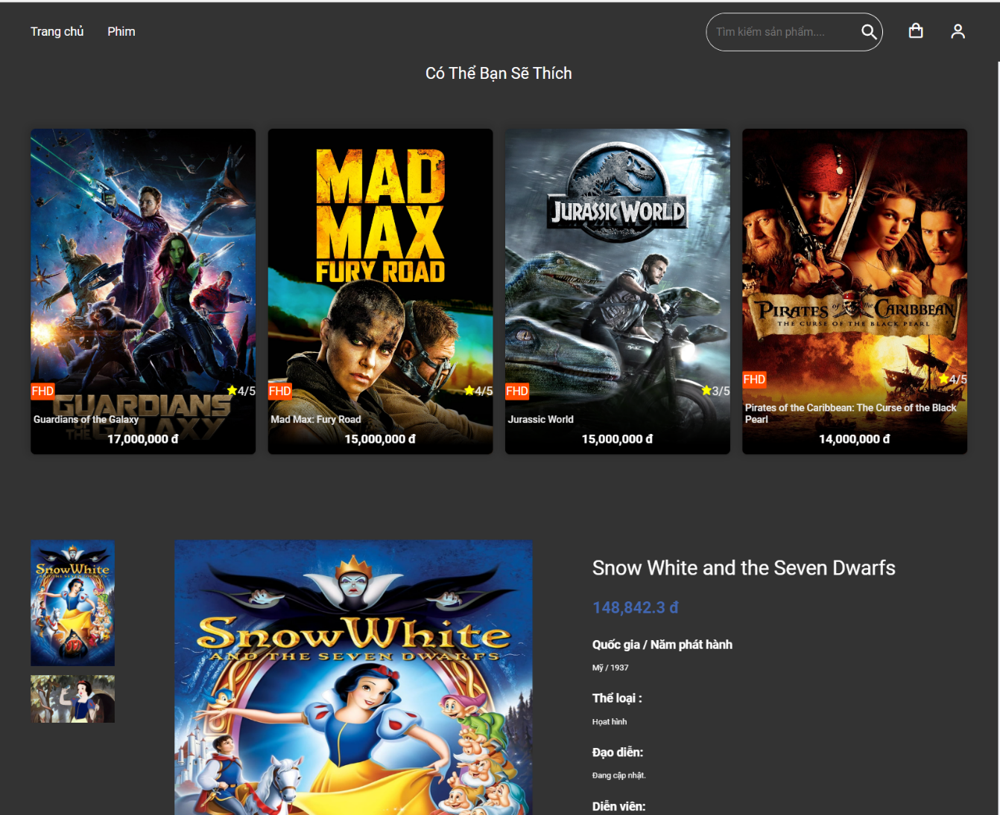 Trang chủ
Phim
Tìm kiếm sản phẩm....
Có Thể Bạn Sẽ Thích
FHD
4/5
GUARDIANS
OF THE GALAXY
Guardians of the Galaxy
17,000,000 đ
MAD
MAX
FURY ROAD
FHD
4/5
Mad Max: Fury Road
15,000,000 đ
JURASSIC WORLD
FHD
3/5
Jurassic World
15,000,000 đ
PIRATES of the CARIBBEAN
THE CURSE OF THE BLACK PEARL
FHD
4/5
Pirates of the Caribbean: The Curse of the Black
Pearl
14,000,000 đ
Snow White
AND THE SEVEN DWARFS
Snow White
AND THE SEVEN DWARFS
Snow White and the Seven Dwarfs
148,842.3 đ
Quốc gia / Năm phát hành
Mỹ / 1937
Thể loại :
Họat hình
Đạo diễn:
Đang cập nhật.
Diễn viên: